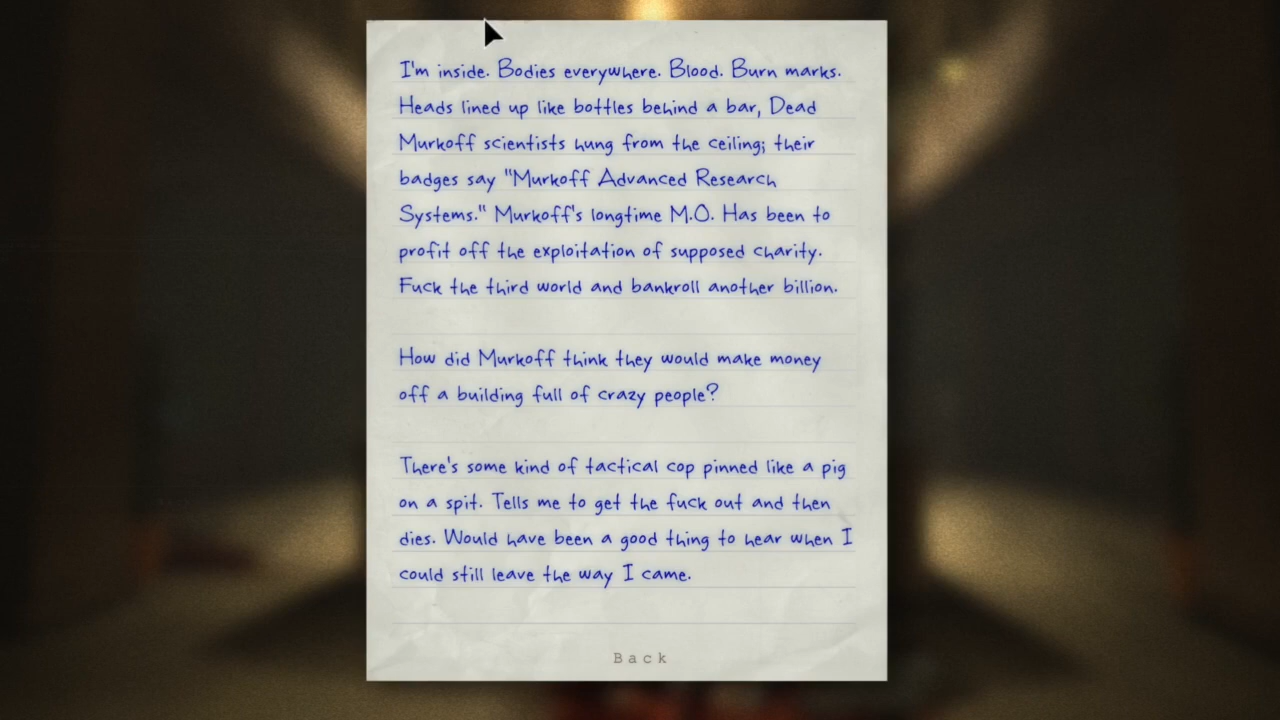 I'm inside. Bodies everywhere. Blood. Burn marks.
Heads lined up like bottles behind a bar, Dead
Murkoff scientists hung from the ceiling; their
badges say "Murkoff Advanced Research
Systems." Murkoff's longtime M.O. Has been to
profit off the exploitation of supposed charity.
Fuck the third world and bankroll another billion.
How did Murkoff think they would make money
off a building full of crazy people?
There's some kind of tactical cop pinned like a pig
on a spit. Tells me to get the fuck out and then
dies. Would have been a good thing to hear when I
could still leave the way I came.
Back